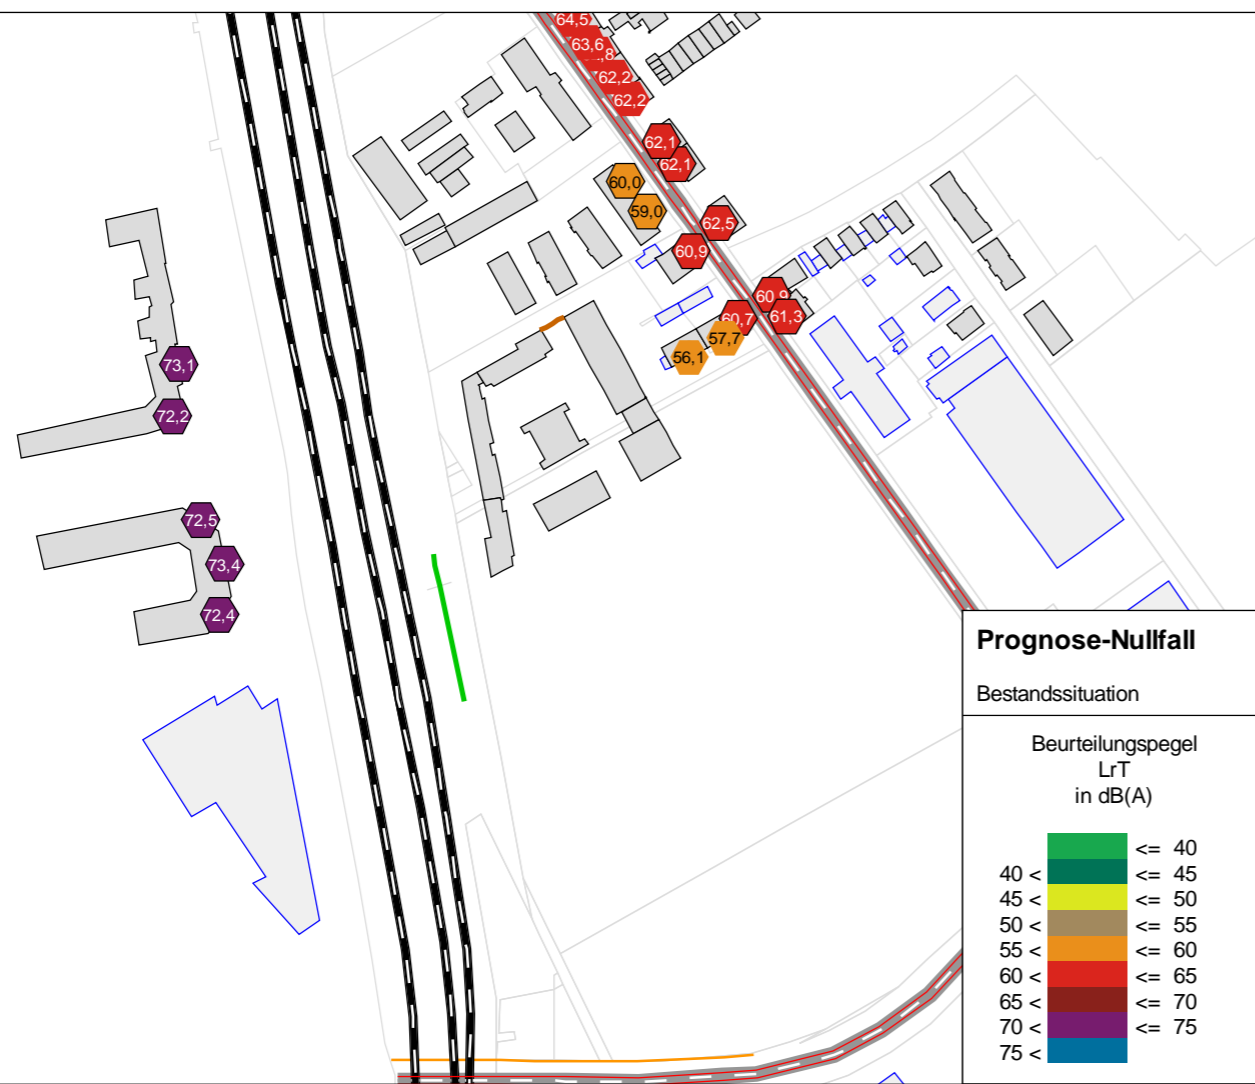 64,5
63,6
,8
62,2
62,2
62,1
62,1
60,0
59,0
62,5
60,9
60,9
61,3
60,7
57,7
56,1
73,1
72,2
72,5
73,4
72,4
Prognose-Nullfall
Bestandssituation
Beurteilungspegel
LrT
in dB(A)
<= 40
40 < <= 45
45 < <= 50
50 < <= 55
55 < <= 60
60 < <= 65
65 < <= 70
70 < <= 75
75 <